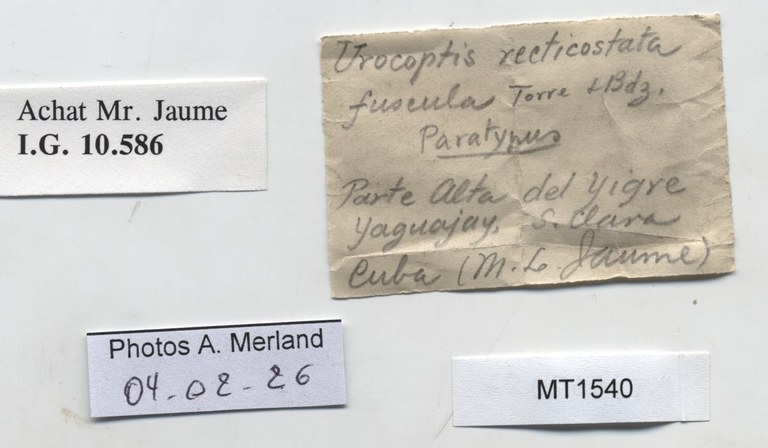 Achat Mr. Jaume
I.G. 10.586
Urocoptis recticostata
fuscula Torre & Bdz.
Paratypus
Parte Alta del Yigre
Yaguajay, S. Clara
Cuba (M. L. Jaume)
Photos A. Merland
04-02-26
MT1540